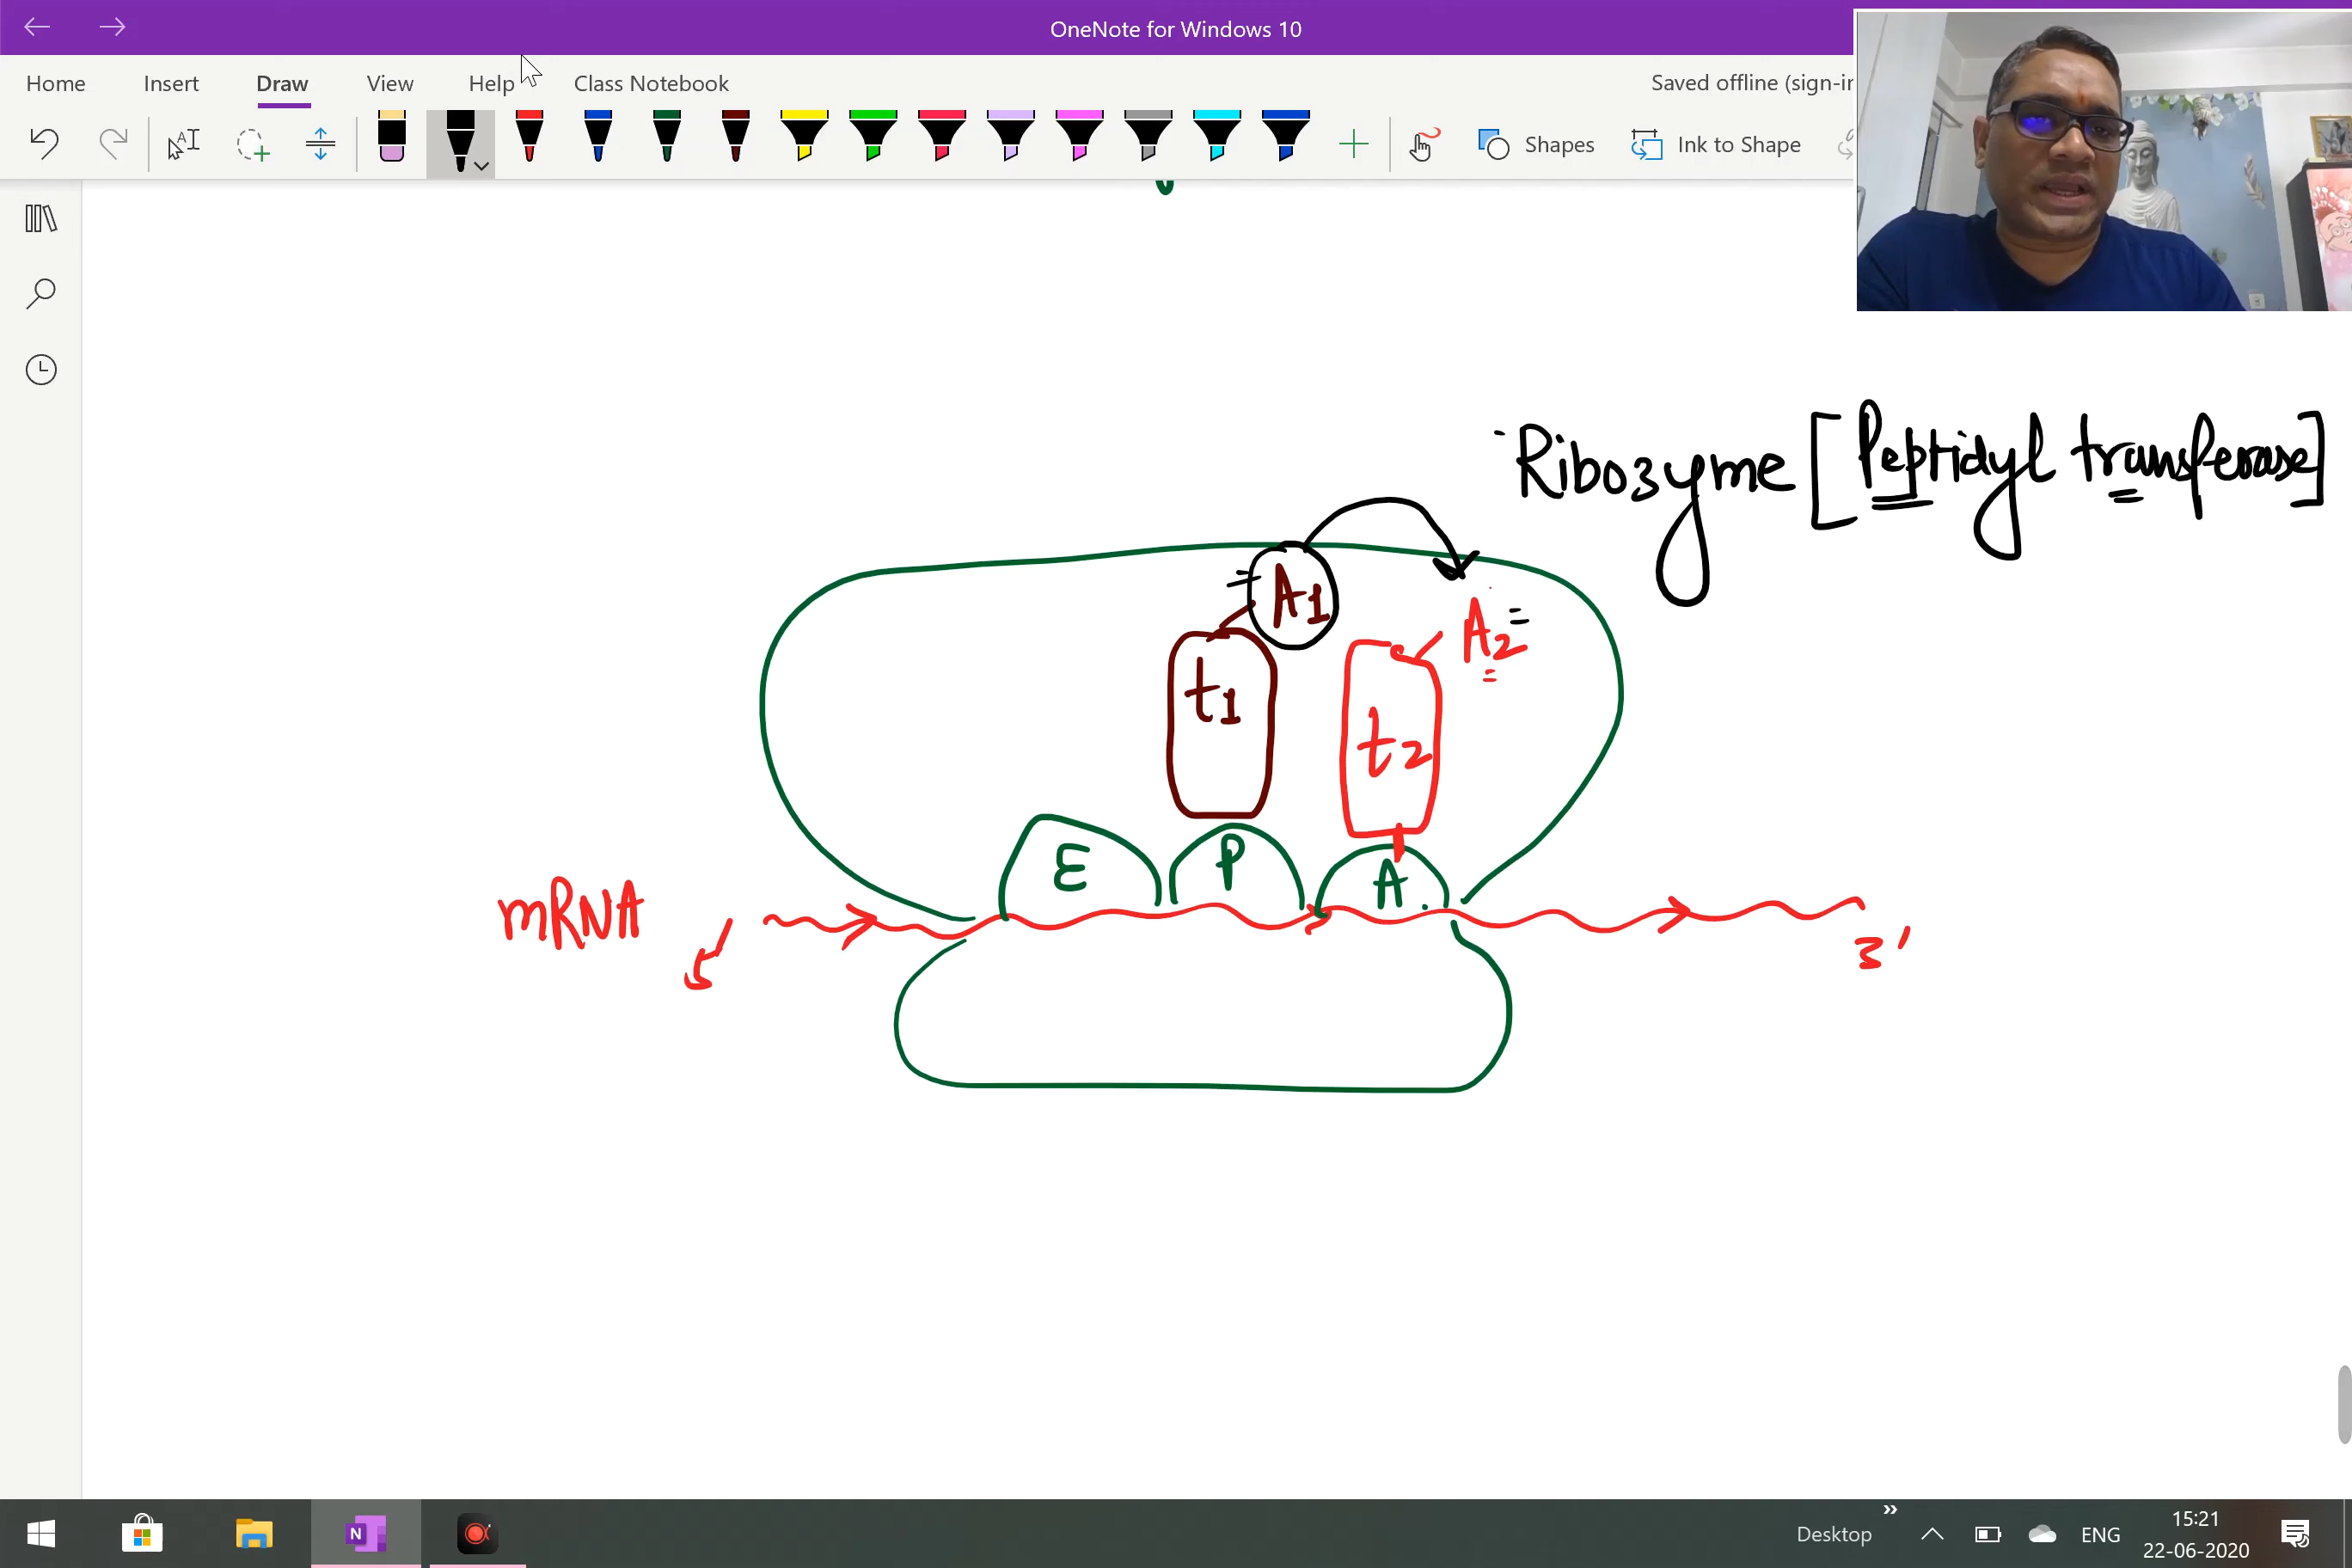 OneNote for Windows 10
Home Insert Draw View Help Class Notebook
Saved offline (sign-in
Shapes Ink to Shape
Ribozyme [Peptidyl transferase]
A1
A2
t1
t2
E P A
mRNA
5'
3'
Desktop
ENG
15:21
22-06-2020